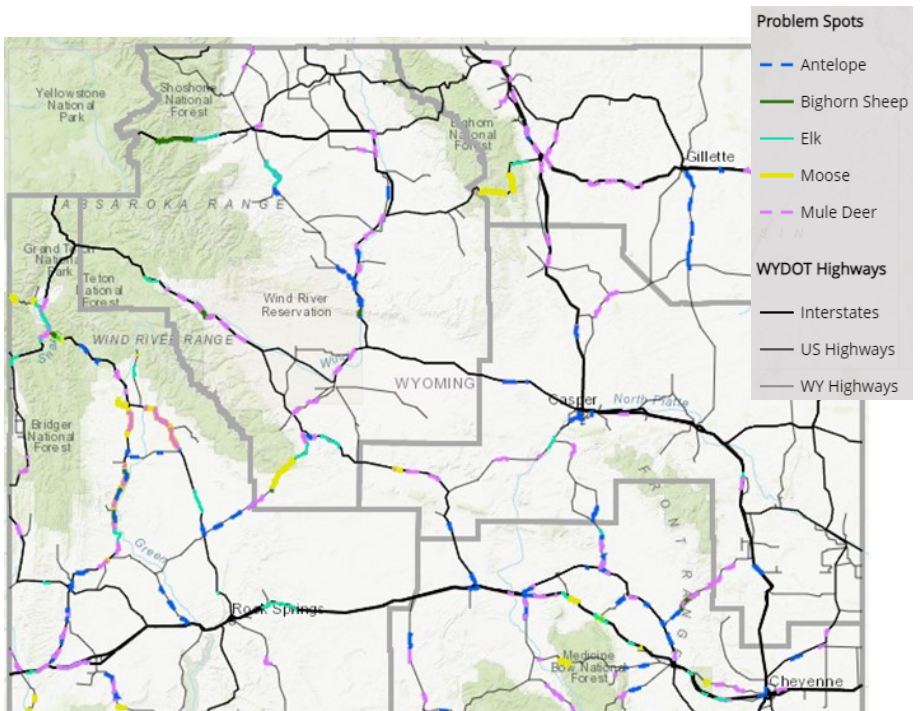 Problem Spots
Antelope
Bighorn Sheep
Elk
Moose
Mule Deer
WYDOT Highways
Interstates
US Highways
WY Highways
Yellowstone
National
Park
Shoshone
National
Forest
Bighorn
National
Forest
Gillette
ABSAROKA RANGE
Grand Teton
National
Park
Teton
National
Forest
Wind River
Reservation
WIND RIVER RANGE
WYOMING
Casper
North Platte
Bridger
National
Forest
FRONT RANG
Green
Rock Springs
Medicine
Bow National
Forest
Cheyenne